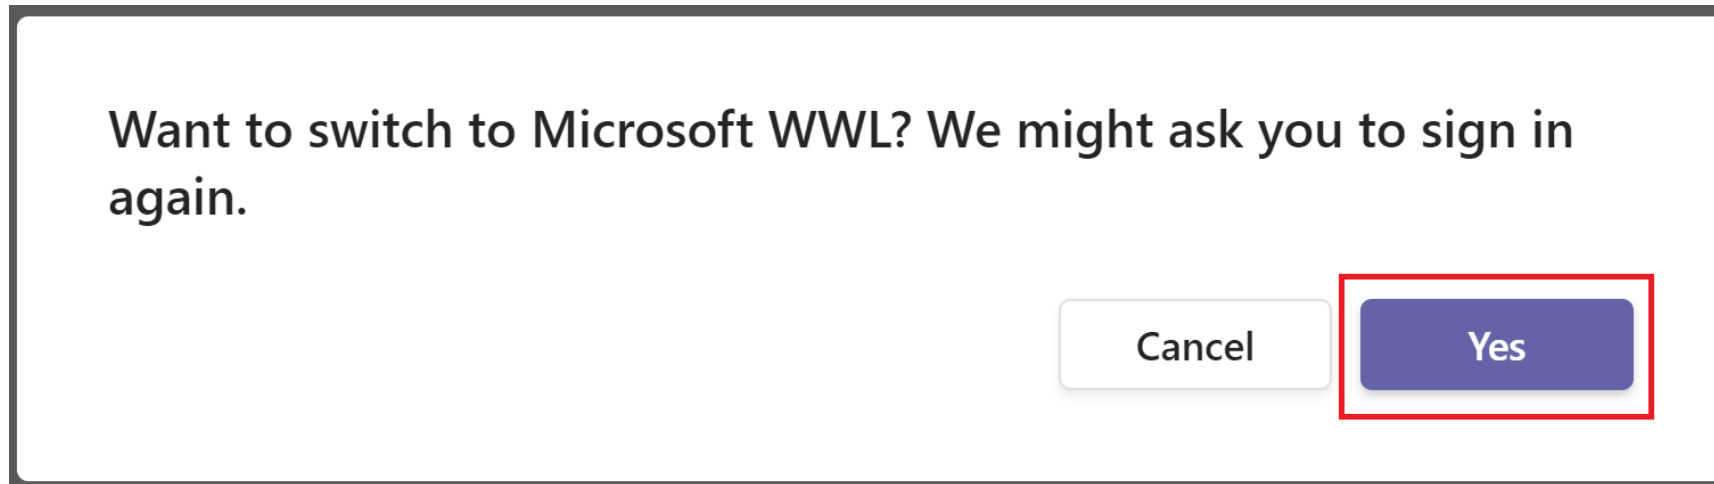 Want to switch to Microsoft WWL? We might ask you to sign in
again.
Cancel
Yes